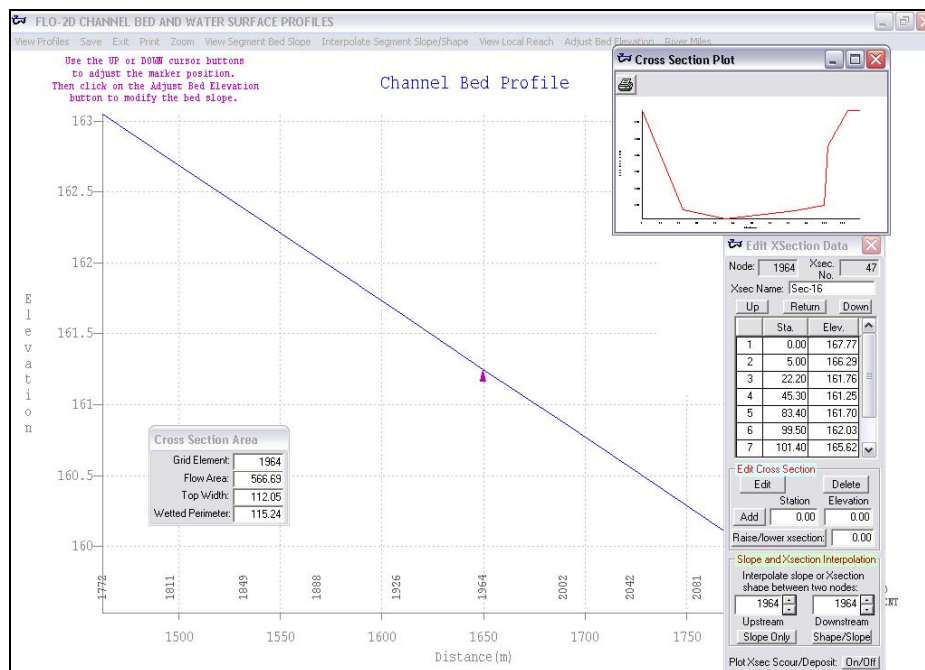 FLO-2D CHANNEL BED AND WATER SURFACE PROFILES
View Profiles Save Exit Print Zoom View Segment Bed Slope Interpolate Segment Slope/Shape View Local Reach Adjust Bed Elevation River Miles
Use the UP or DOWN cursor buttons
to adjust the marker position.
Then click on the Adjust Bed Elevation
button to modify the bed slope.
Channel Bed Profile
Cross Section Plot
163
162.5
162
161.5
161
160.5
160
Elevation
Cross Section Area
Grid Element: 1964
Flow Area: 566.69
Top Width: 112.05
Wetted Perimeter: 115.24
1772 1811 1849 1888 1926 1964 2002 2042 2081
1500 1550 1600 1650 1700 1750
Distance(m)
Edit XSection Data
Node: 1964 Xsec. No. 47
Xsec Name: Sec-16
Up Return Down
Sta. Elev.
1 0.00 167.77
2 5.00 166.29
3 22.20 161.76
4 45.30 161.25
5 83.40 161.70
6 99.50 162.03
7 101.40 165.62
Edit Cross Section
Edit Delete
Station Elevation
Add 0.00 0.00
Raise/lower xsection: 0.00
Slope and Xsection Interpolation
Interpolate slope or Xsection
shape between two nodes:
1964 1964
Upstream Downstream
Slope Only Shape/Slope
Plot Xsec Scour/Deposit: On/Off